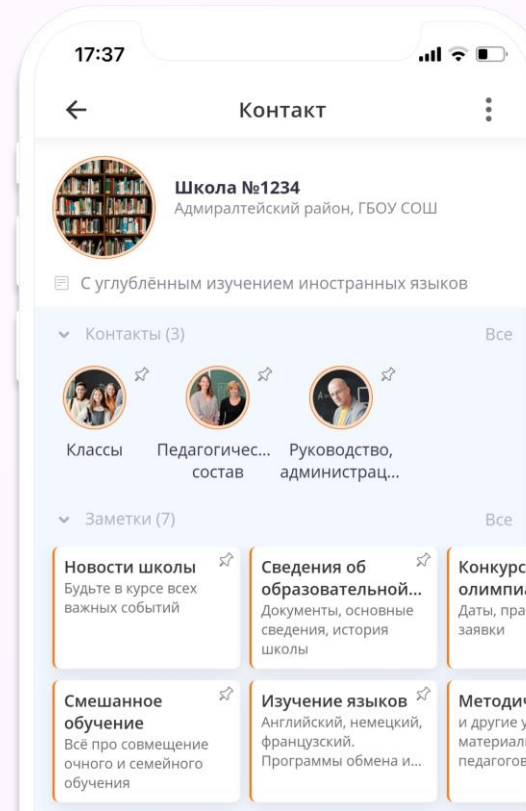 17:37
Контакт
Школа №1234
Адмиралтейский район, ГБОУ СОШ
С углублённым изучением иностранных языков
Контакты (3)
Все
Классы
Педагогичес...
состав
Руководство,
администрац...
Заметки (7)
Все
Новости школы
Будьте в курсе всех
важных событий
Сведения об
образовательной...
Документы, основные
сведения, история
школы
Конкурс
олимпиа
Даты, пра
заявки
Смешанное
обучение
Всё про совмещение
очного и семейного
обучения
Изучение языков
Английский, немецкий,
французский.
Программы обмена и...
Методич
и другие у
материал
педагогов